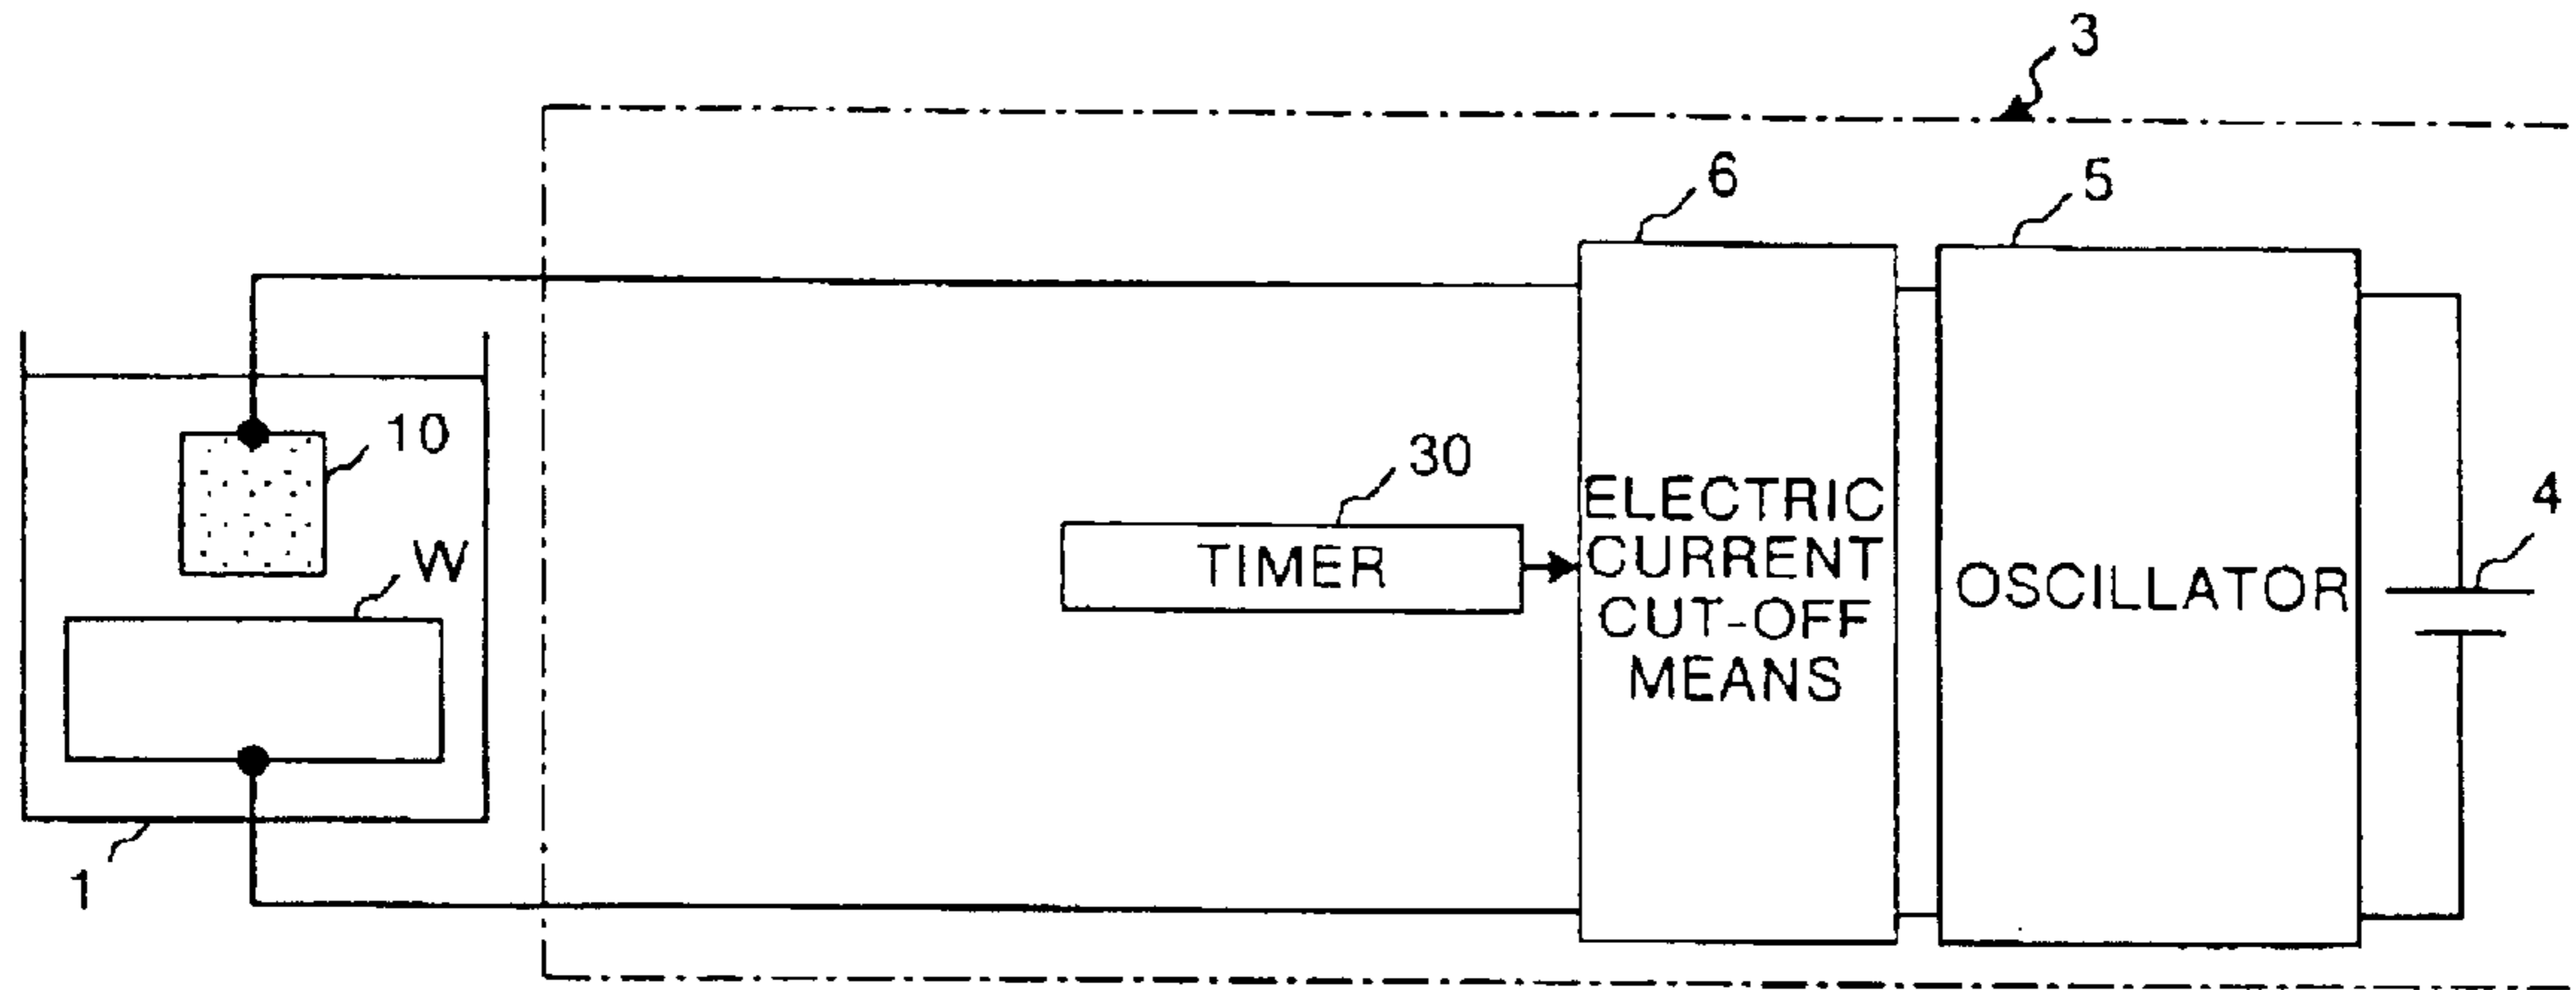 3
6
5
10
30
4
W
TIMER
ELECTRIC
CURRENT
CUT-OFF
MEANS
OSCILLATOR
1